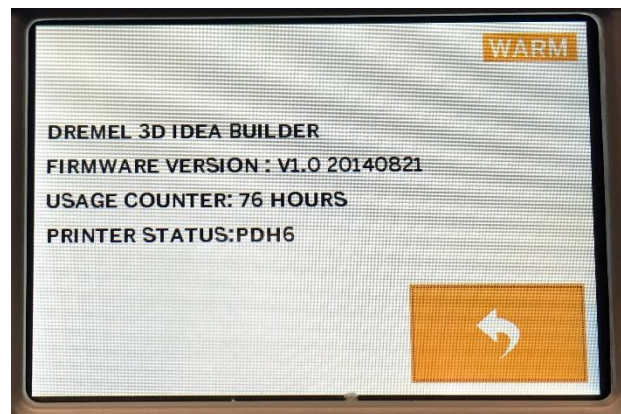 WARM
DREMEL 3D IDEA BUILDER
FIRMWARE VERSION : V1.0 20140821
USAGE COUNTER: 76 HOURS
PRINTER STATUS:PDH6